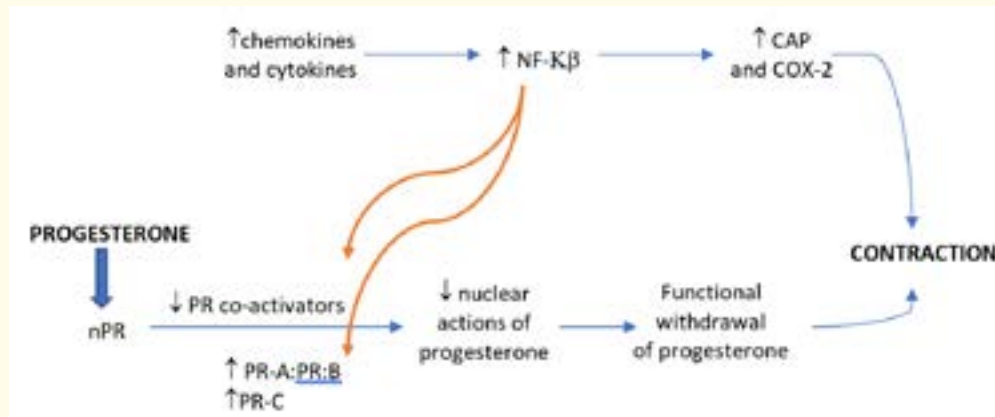 ↑chemokines
and cytokines
↑ NF-Kβ
↑ CAP
and COX-2
PROGESTERONE
CONTRACTION
↓ PR co-activators
nPR
↑ PR-A:PR:B
↑PR-C
↓ nuclear
actions of
progesterone
Functional
withdrawal
of progesterone